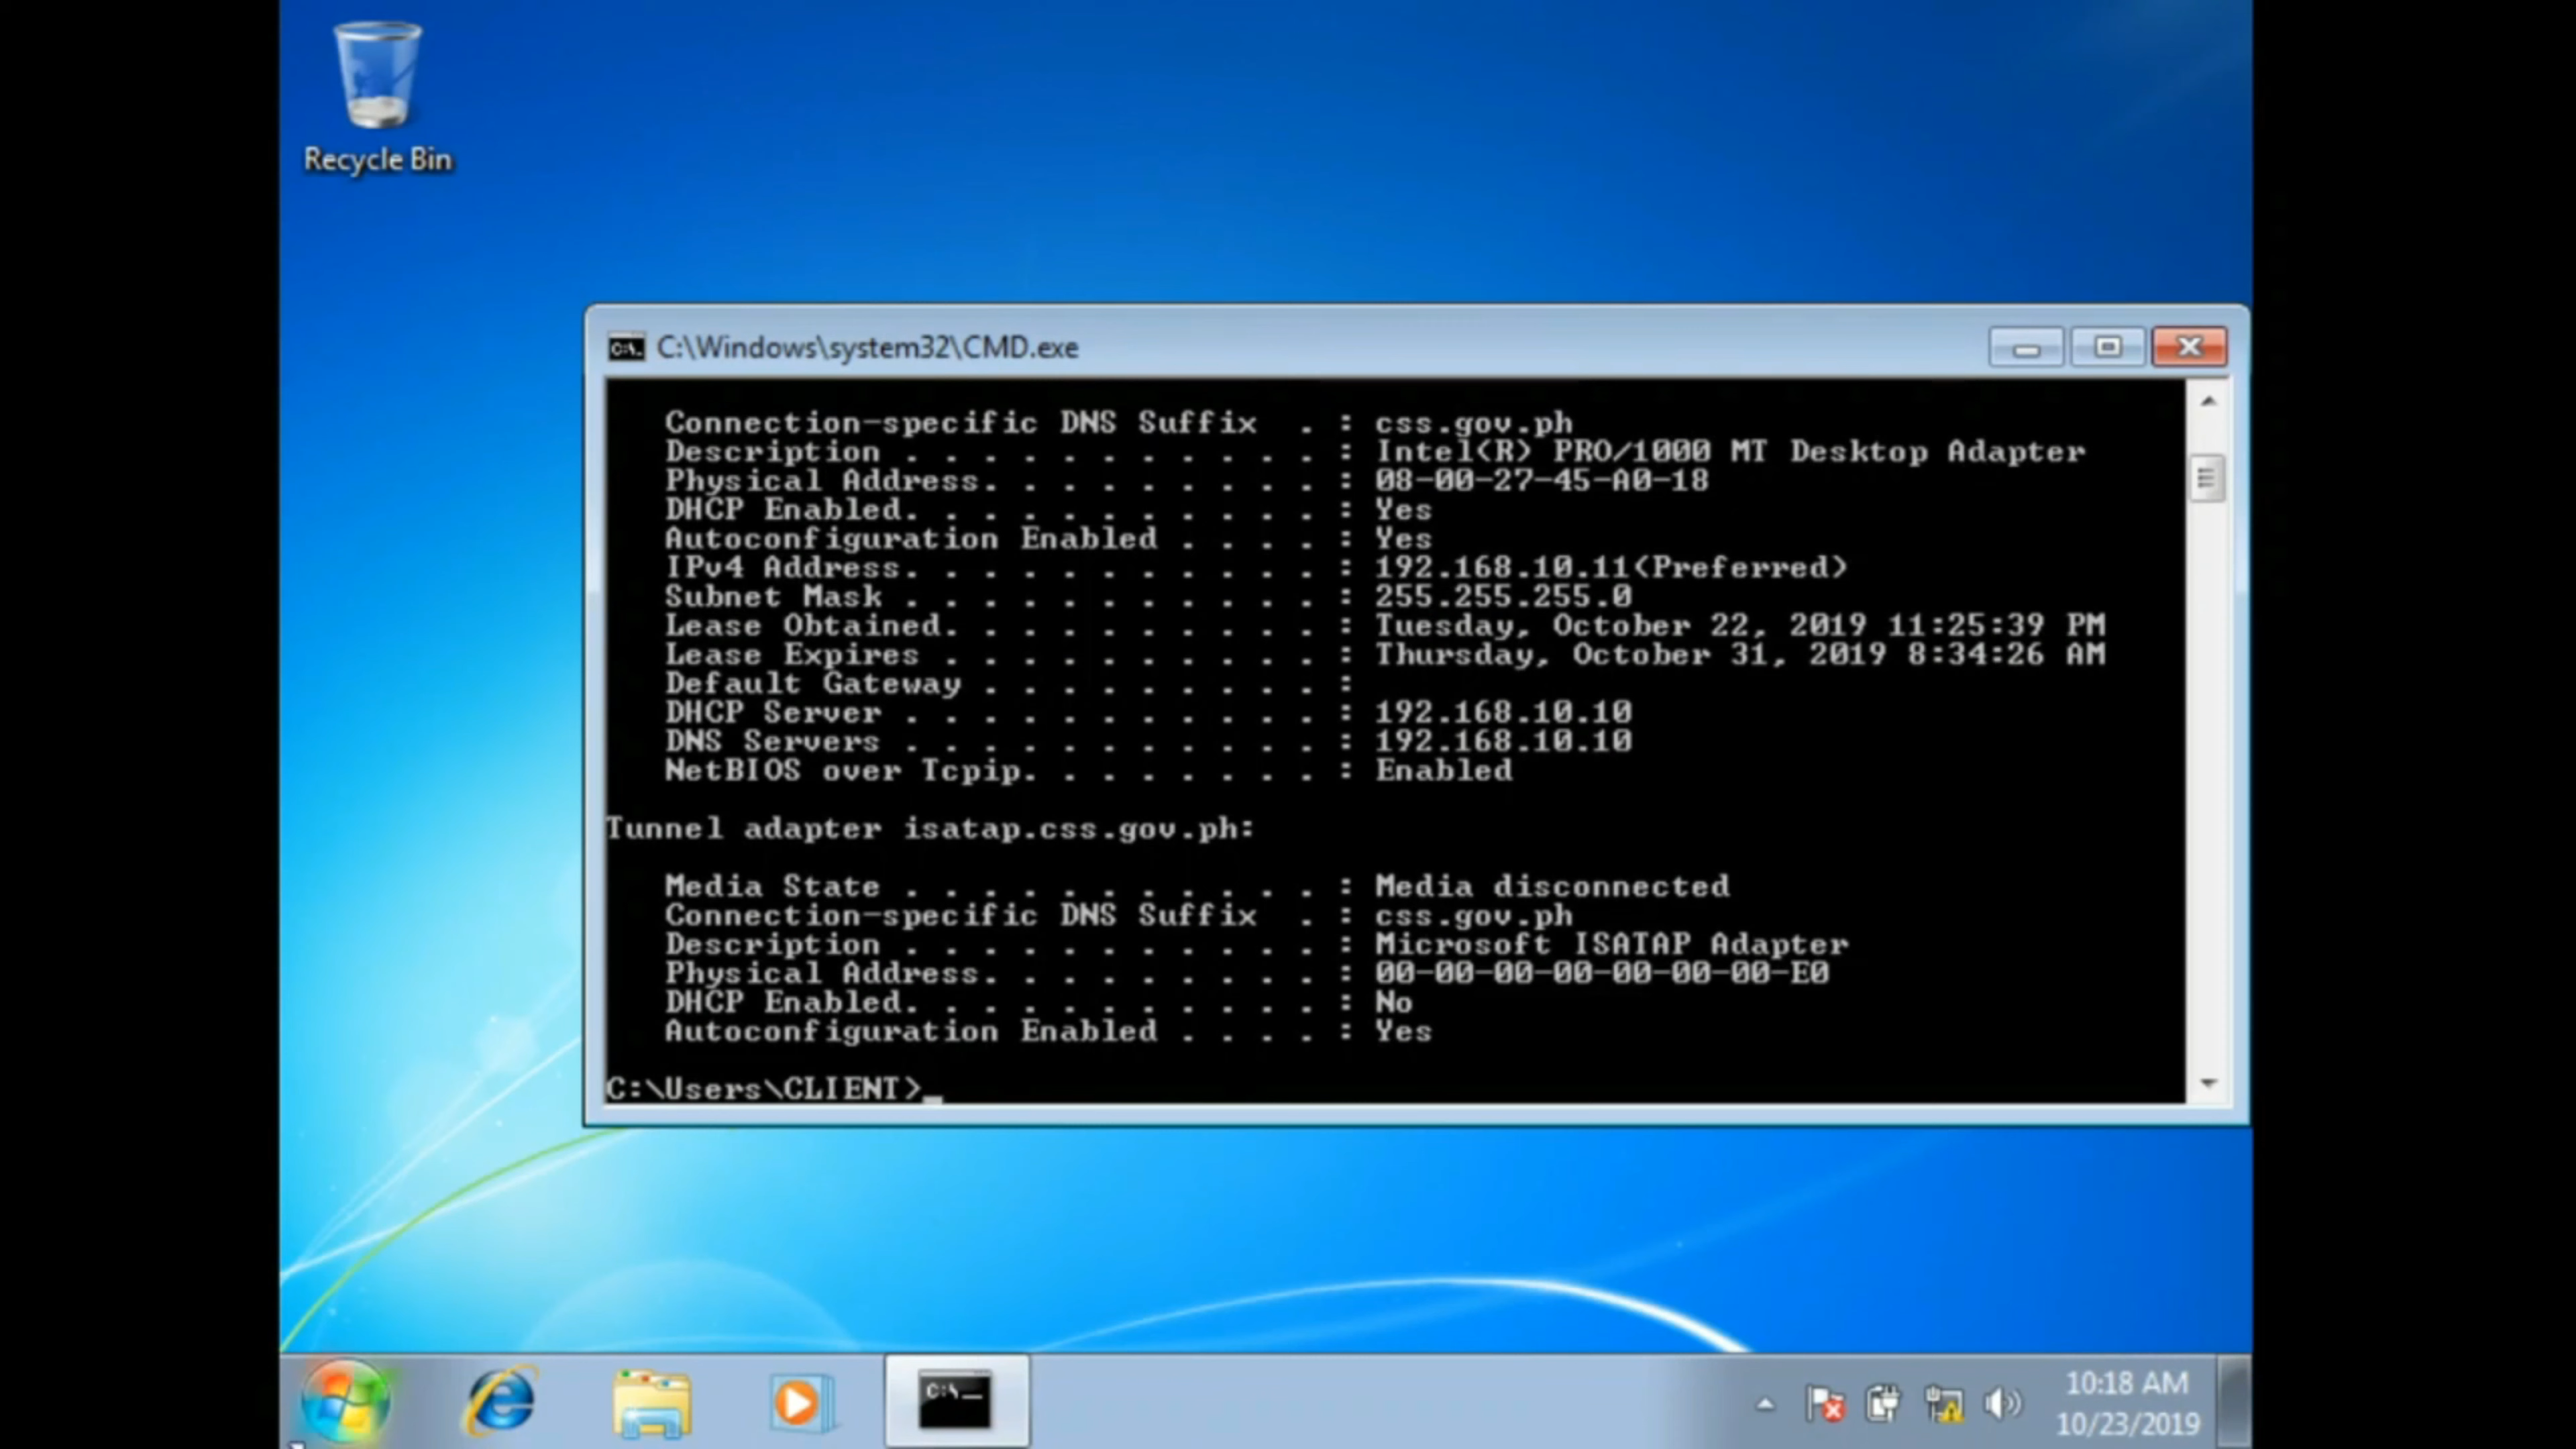 Recycle Bin
C:\Windows\system32\CMD.exe
Connection-specific DNS Suffix  . : css.gov.ph
Description . . . . . . . . . . . : Intel(R) PRO/1000 MT Desktop Adapter
Physical Address. . . . . . . . . : 08-00-27-45-A0-18
DHCP Enabled. . . . . . . . . . . : Yes
Autoconfiguration Enabled . . . . : Yes
IPv4 Address. . . . . . . . . . . : 192.168.10.11(Preferred)
Subnet Mask . . . . . . . . . . . : 255.255.255.0
Lease Obtained. . . . . . . . . . : Tuesday, October 22, 2019 11:25:39 PM
Lease Expires . . . . . . . . . . : Thursday, October 31, 2019 8:34:26 AM
Default Gateway . . . . . . . . . :
DHCP Server . . . . . . . . . . . : 192.168.10.10
DNS Servers . . . . . . . . . . . : 192.168.10.10
NetBIOS over Tcpip. . . . . . . . : Enabled
Tunnel adapter isatap.css.gov.ph:
Media State . . . . . . . . . . . : Media disconnected
Connection-specific DNS Suffix  . : css.gov.ph
Description . . . . . . . . . . . : Microsoft ISATAP Adapter
Physical Address. . . . . . . . . : 00-00-00-00-00-00-00-E0
DHCP Enabled. . . . . . . . . . . : No
Autoconfiguration Enabled . . . . : Yes
C:\Users\CLIENT>_
10:18 AM
10/23/2019